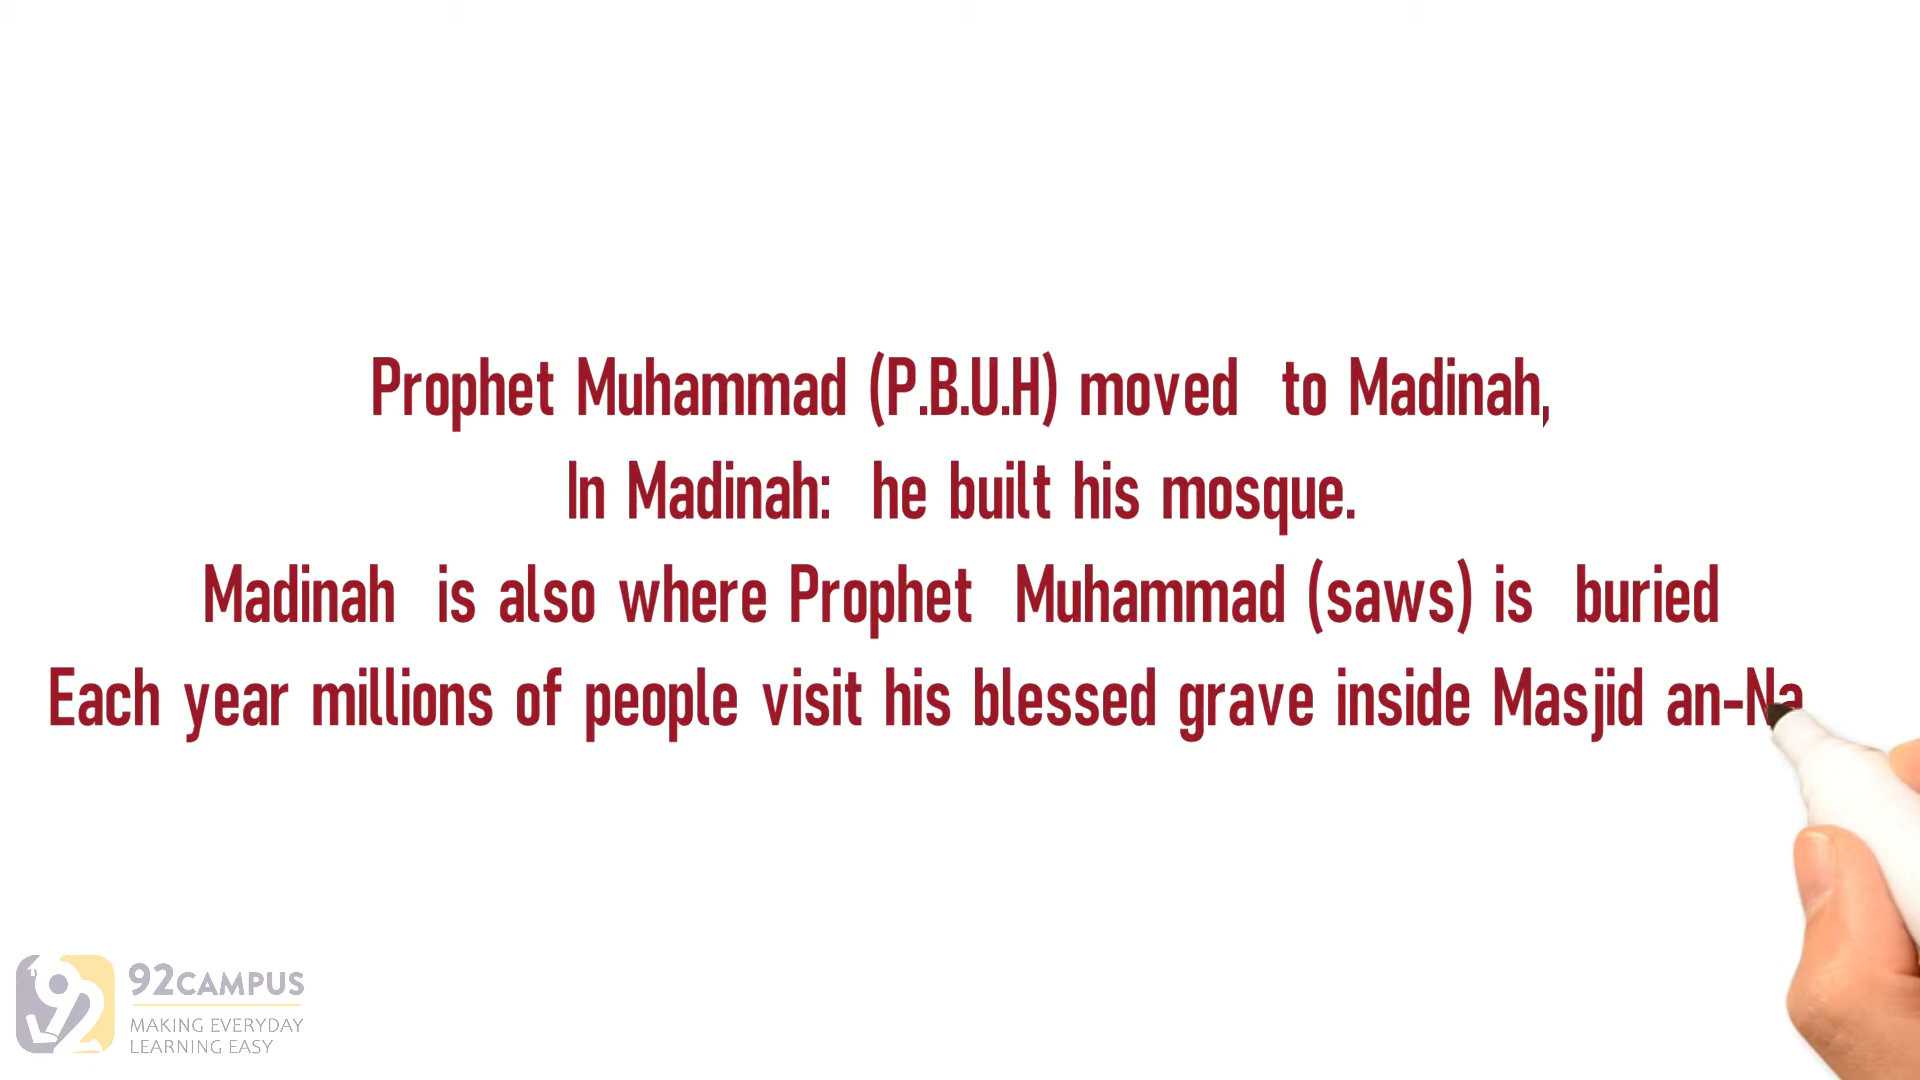 Prophet Muhammad (P.B.U.H) moved to Madinah,
In Madinah: he built his mosque.
Madinah is also where Prophet Muhammad (saws) is buried
Each year millions of people visit his blessed grave inside Masjid an-Na
92CAMPUS
MAKING EVERYDAY
LEARNING EASY